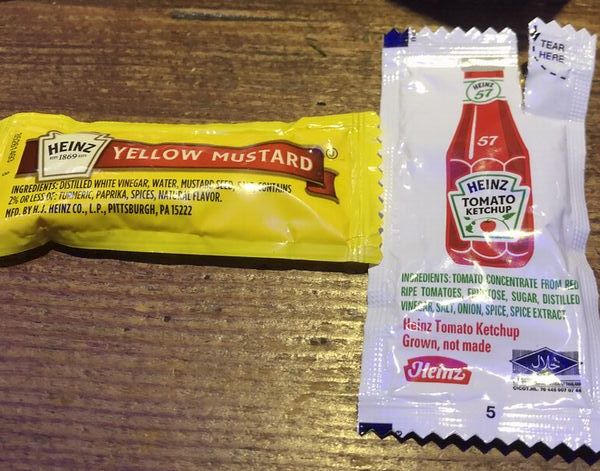 HEINZ
ESTD 1869
YELLOW MUSTARD
INGREDIENTS: DISTILLED WHITE VINEGAR, WATER, MUSTARD SEED, SALT, CONTAINS
2% OR LESS OF: TURMERIC, PAPRIKA, SPICES, NATURAL FLAVOR.
MFD. BY H.J. HEINZ CO., L.P., PITTSBURGH, PA 15222
TEAR
HERE
HEINZ
57
57
HEINZ
TOMATO
KETCHUP
INGREDIENTS: TOMATO CONCENTRATE FROM RED
RIPE TOMATOES, FRUCTOSE, SUGAR, DISTILLED
VINEGAR, SALT, ONION, SPICE, SPICE EXTRACT
Heinz Tomato Ketchup
Grown, not made
Heinz
حلال
5